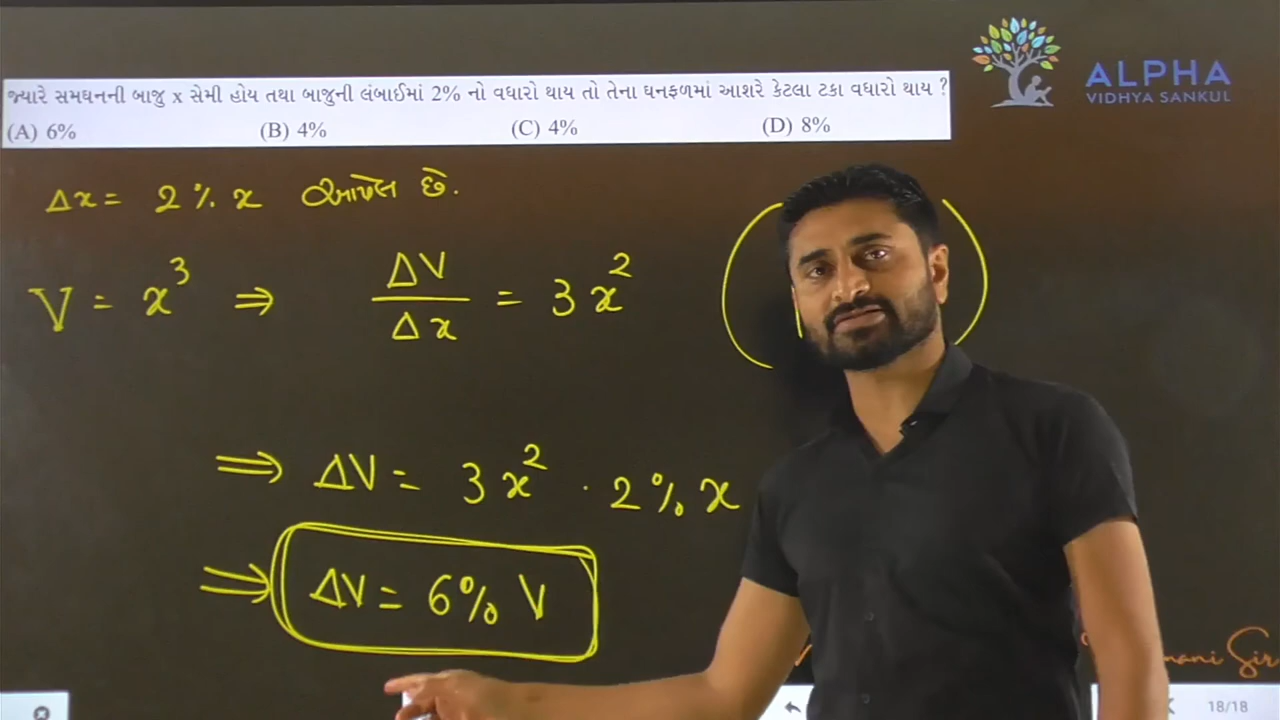 ALPHA
VIDHYA SANKUL
જ્યારે સમઘનની બાજુ x સેમી હોય તથા બાજુની લંબાઈમાં 2% નો વધારો થાય તો તેના ઘનફળમાં આશરે કેટલા ટકા વધારો થાય ?
(A) 6% (B) 4% (C) 4% (D) 8%
Δx = 2% x આપેલ છે.
V = x³ ⇒ ΔV/Δx = 3x²
⇒ ΔV = 3x² · 2% x
⇒ ΔV = 6% V
Sir
18/18